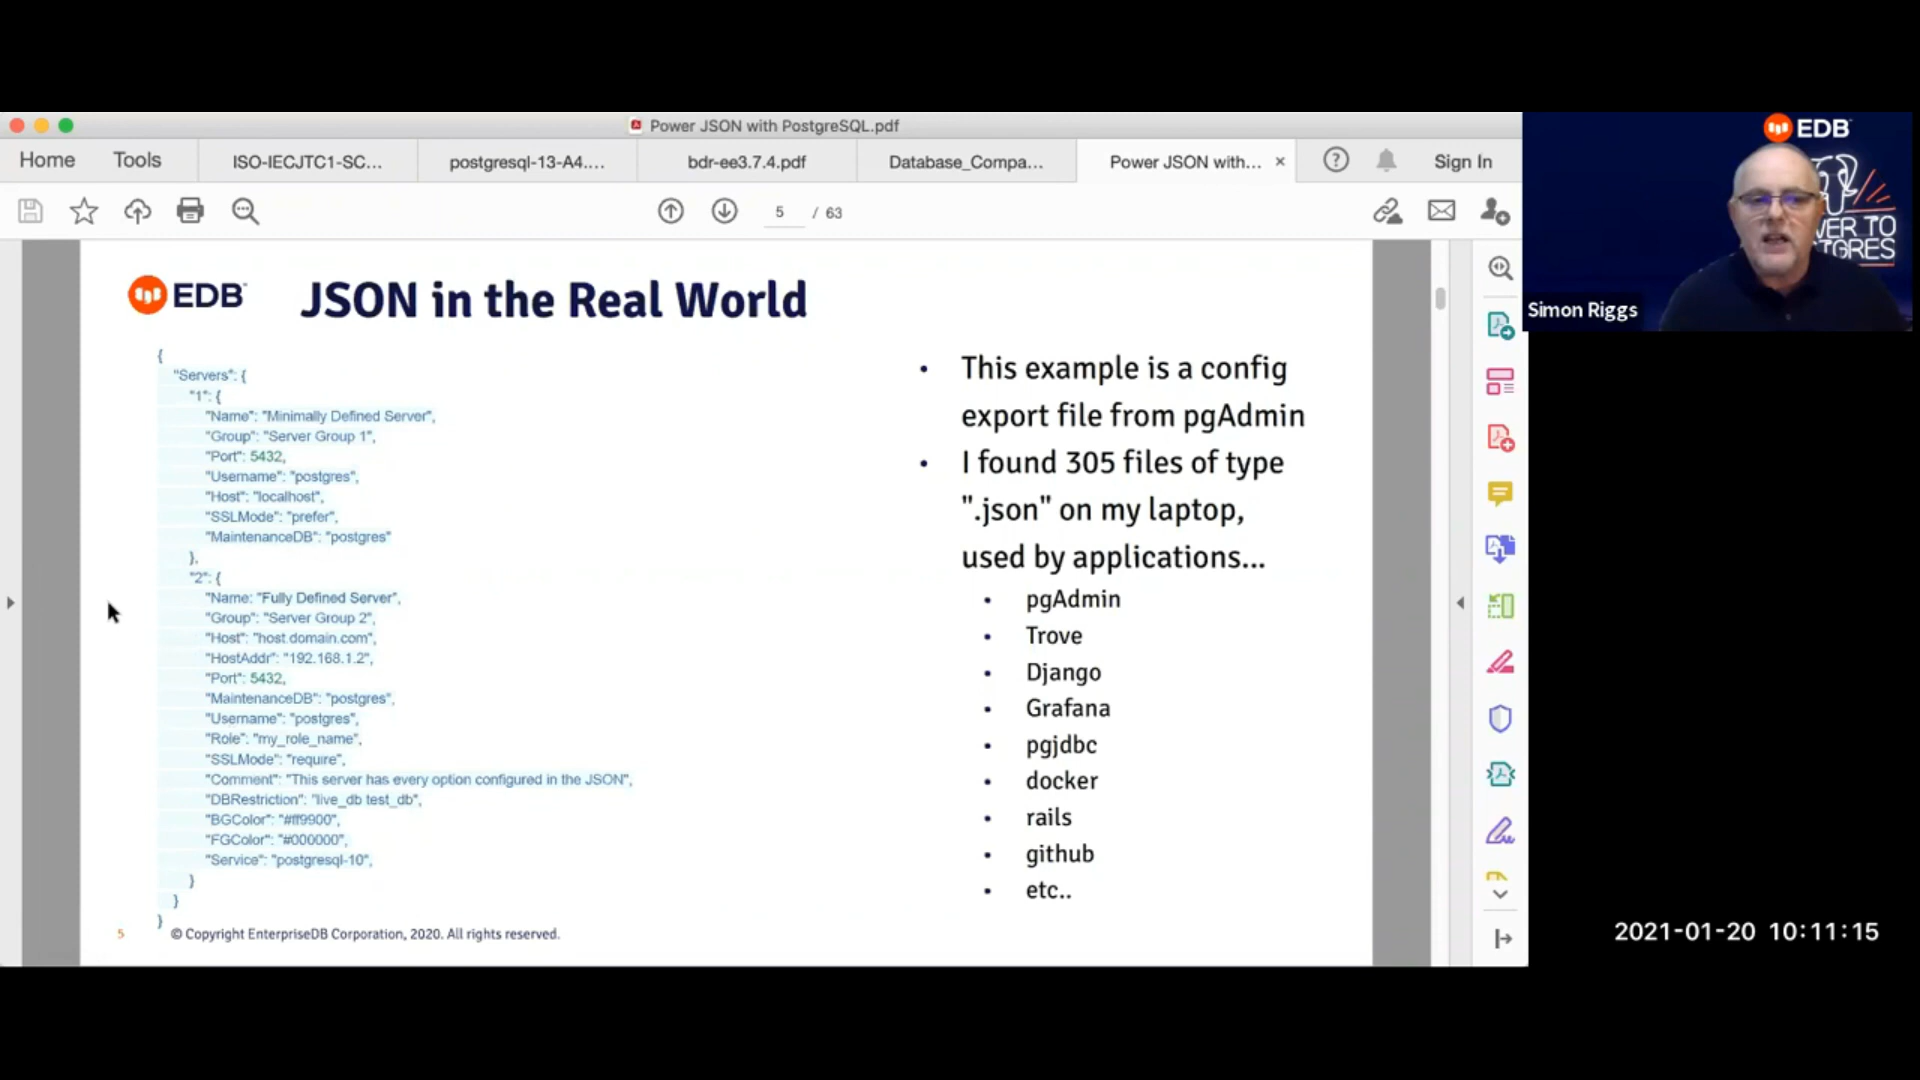 Power JSON with PostgreSQL.pdf
Home
Tools
ISO-IECJTC1-SC...
postgresql-13-A4....
bdr-ee3.7.4.pdf
Database_Compa...
Power JSON with... ×
Sign In
5 / 63
EDB
JSON in the Real World
{
"Servers": {
"1": {
"Name": "Minimally Defined Server",
"Group": "Server Group 1",
"Port": 5432,
"Username": "postgres",
"Host": "localhost",
"SSLMode": "prefer",
"MaintenanceDB": "postgres"
},
"2": {
"Name: "Fully Defined Server",
"Group": "Server Group 2",
"Host": "host.domain.com",
"HostAddr": "192.168.1.2",
"Port": 5432,
"MaintenanceDB": "postgres",
"Username": "postgres",
"Role": "my_role_name",
"SSLMode": "require",
"Comment": "This server has every option configured in the JSON",
"DBRestriction": "live_db test_db",
"BGColor": "#ff9900",
"FGColor": "#000000",
"Service": "postgresql-10",
}
}
}
• This example is a config
export file from pgAdmin
• I found 305 files of type
".json" on my laptop,
used by applications...
• pgAdmin
• Trove
• Django
• Grafana
• pgjdbc
• docker
• rails
• github
• etc..
5
© Copyright EnterpriseDB Corporation, 2020. All rights reserved.
EDB
Simon Riggs
2021-01-20 10:11:15